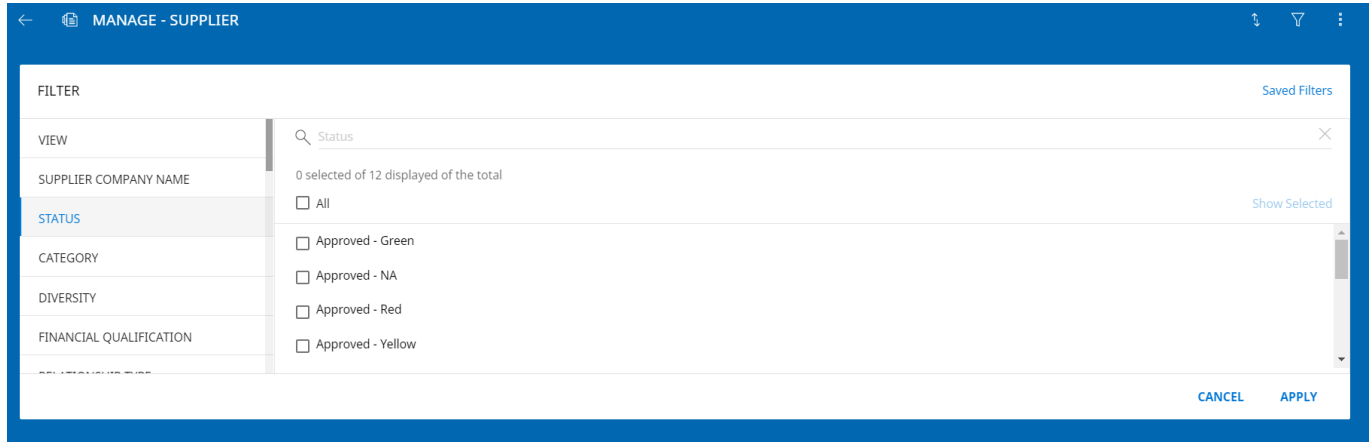 MANAGE - SUPPLIER
FILTER
Saved Filters
VIEW
SUPPLIER COMPANY NAME
STATUS
CATEGORY
DIVERSITY
FINANCIAL QUALIFICATION
Status
0 selected of 12 displayed of the total
All
Show Selected
Approved - Green
Approved - NA
Approved - Red
Approved - Yellow
CANCEL
APPLY